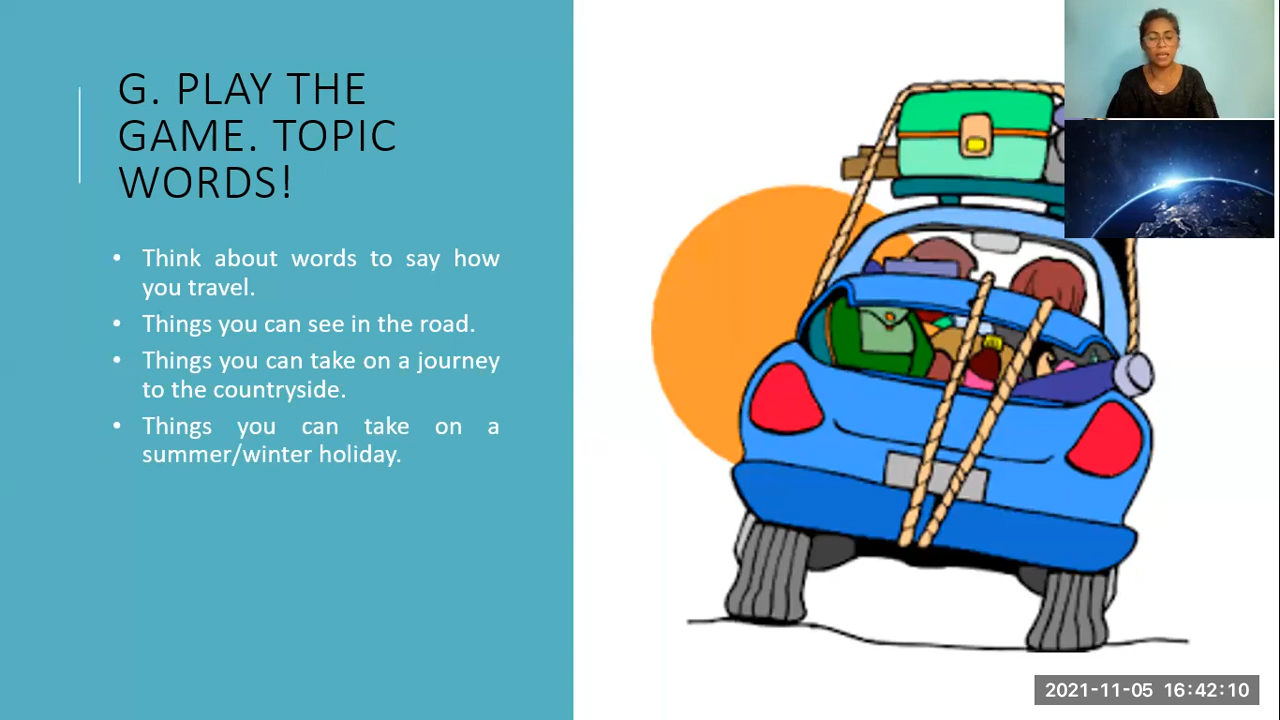 G. PLAY THE
GAME. TOPIC
WORDS!
• Think about words to say how
you travel.
• Things you can see in the road.
• Things you can take on a journey
to the countryside.
• Things you can take on a
summer/winter holiday.
2021-11-05 16:42:10